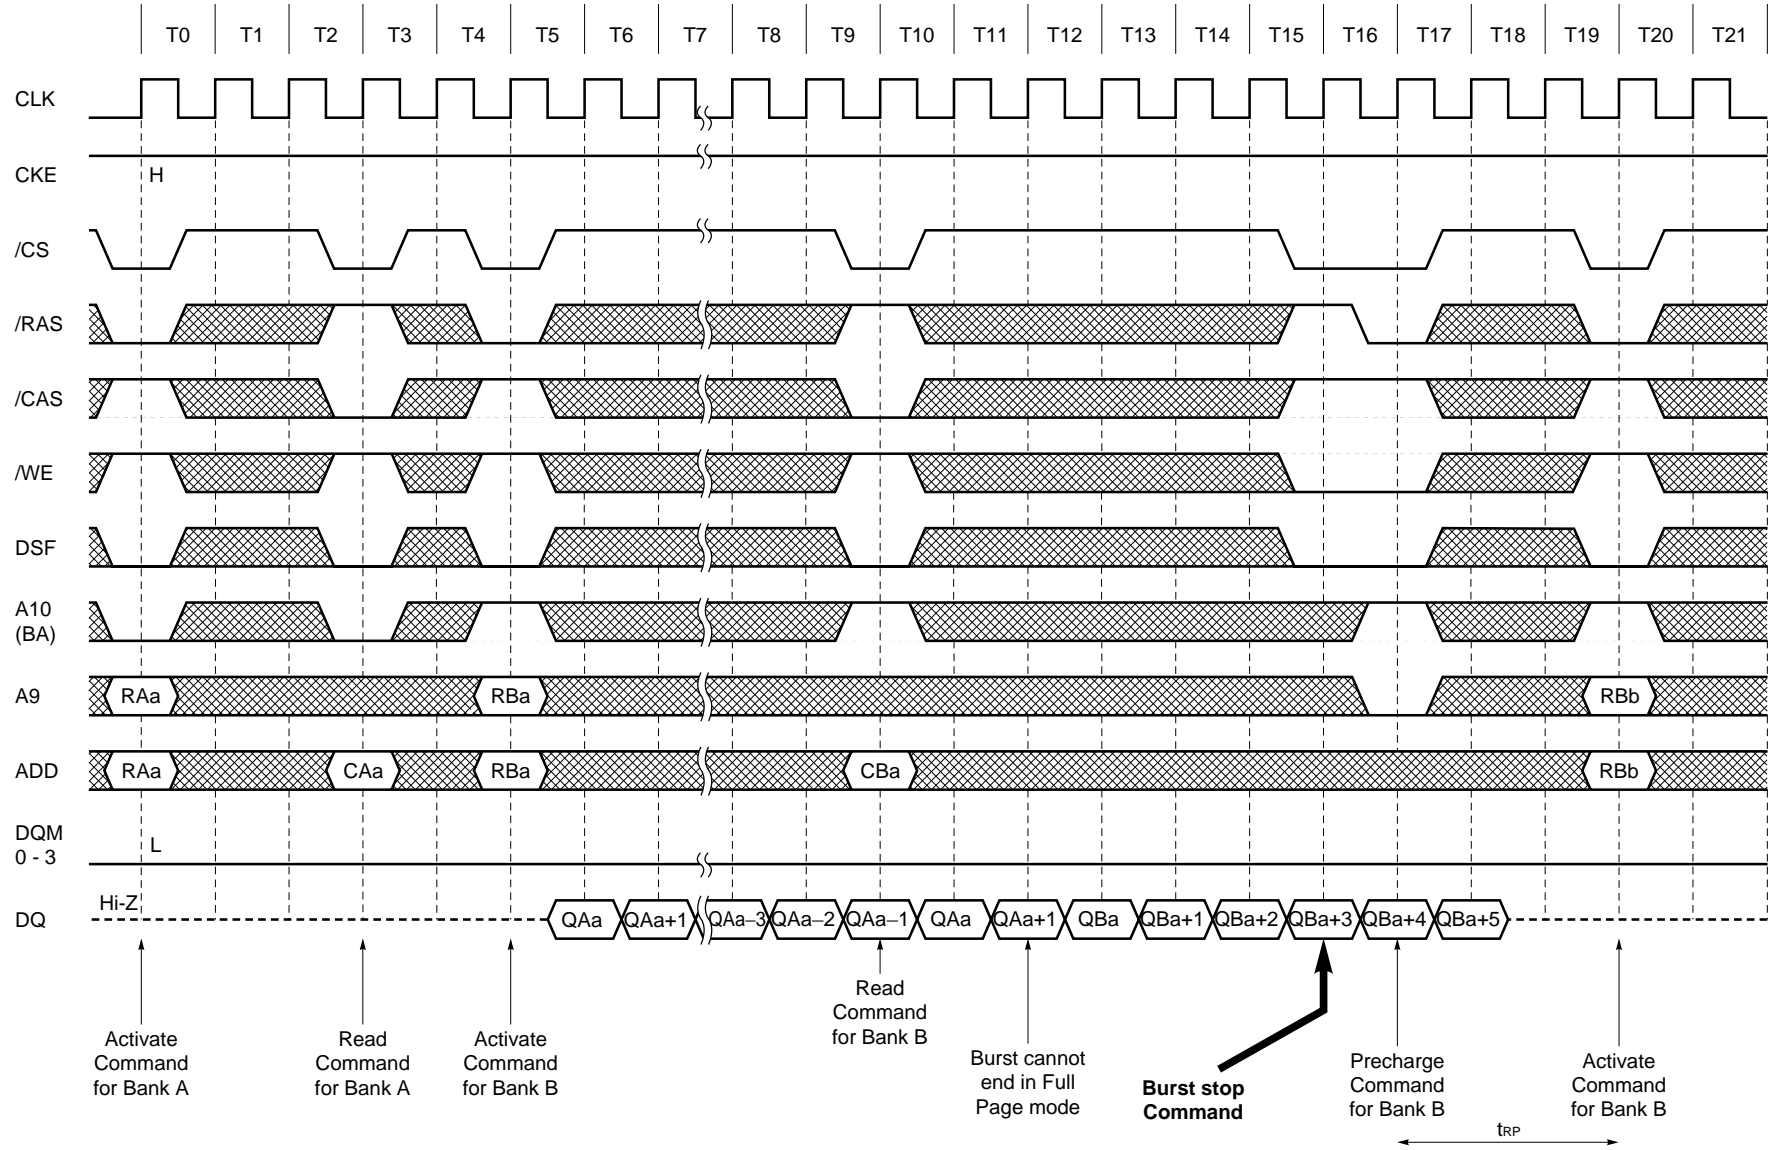 T0 T1 T2 T3 T4 T5 T6 T7 T8 T9 T10 T11 T12 T13 T14 T15 T16 T17 T18 T19 T20 T21
CLK
CKE
H
/CS
/RAS
/CAS
/WE
DSF
A10
(BA)
A9
RAa RBa RBb
ADD
RAa CAa RBa CBa RBb
DQM
0 - 3
L
DQ
Hi-Z
QAa QAa+1 QAa–3 QAa–2 QAa–1 QAa QAa+1 QBa QBa+1 QBa+2 QBa+3 QBa+4 QBa+5
Activate
Command
for Bank A
Read
Command
for Bank A
Activate
Command
for Bank B
Read
Command
for Bank B
Burst cannot
end in Full
Page mode
Burst stop
Command
Precharge
Command
for Bank B
Activate
Command
for Bank B
tRP